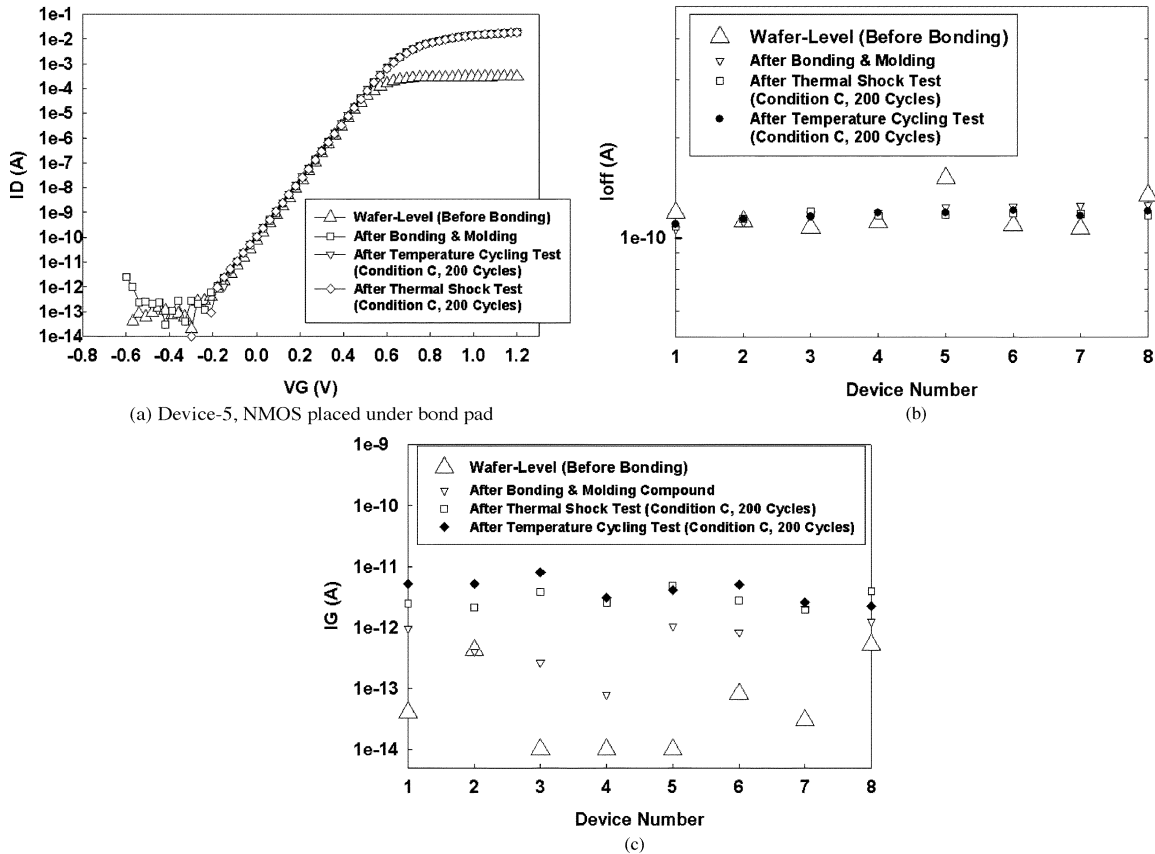 1e-1
1e-2
1e-3
1e-4
1e-5
1e-6
1e-7
1e-8
1e-9
1e-10
1e-11
1e-12
1e-13
1e-14
ID (A)
-0.8 -0.6 -0.4 -0.2 0.0 0.2 0.4 0.6 0.8 1.0 1.2
VG (V)
Wafer-Level (Before Bonding)
After Bonding & Molding
After Temperature Cycling Test
(Condition C, 200 Cycles)
After Thermal Shock Test
(Condition C, 200 Cycles)
(a) Device-5, NMOS placed under bond pad
Wafer-Level (Before Bonding)
After Bonding & Molding
After Thermal Shock Test
(Condition C, 200 Cycles)
After Temperature Cycling Test
(Condition C, 200 Cycles)
Ioff (A)
1e-10
1 2 3 4 5 6 7 8
Device Number
(b)
1e-9
1e-10
1e-11
1e-12
1e-13
1e-14
IG (A)
Wafer-Level (Before Bonding)
After Bonding & Molding Compound
After Thermal Shock Test (Condition C, 200 Cycles)
After Temperature Cycling Test (Condition C, 200 Cycles)
1 2 3 4 5 6 7 8
Device Number
(c)